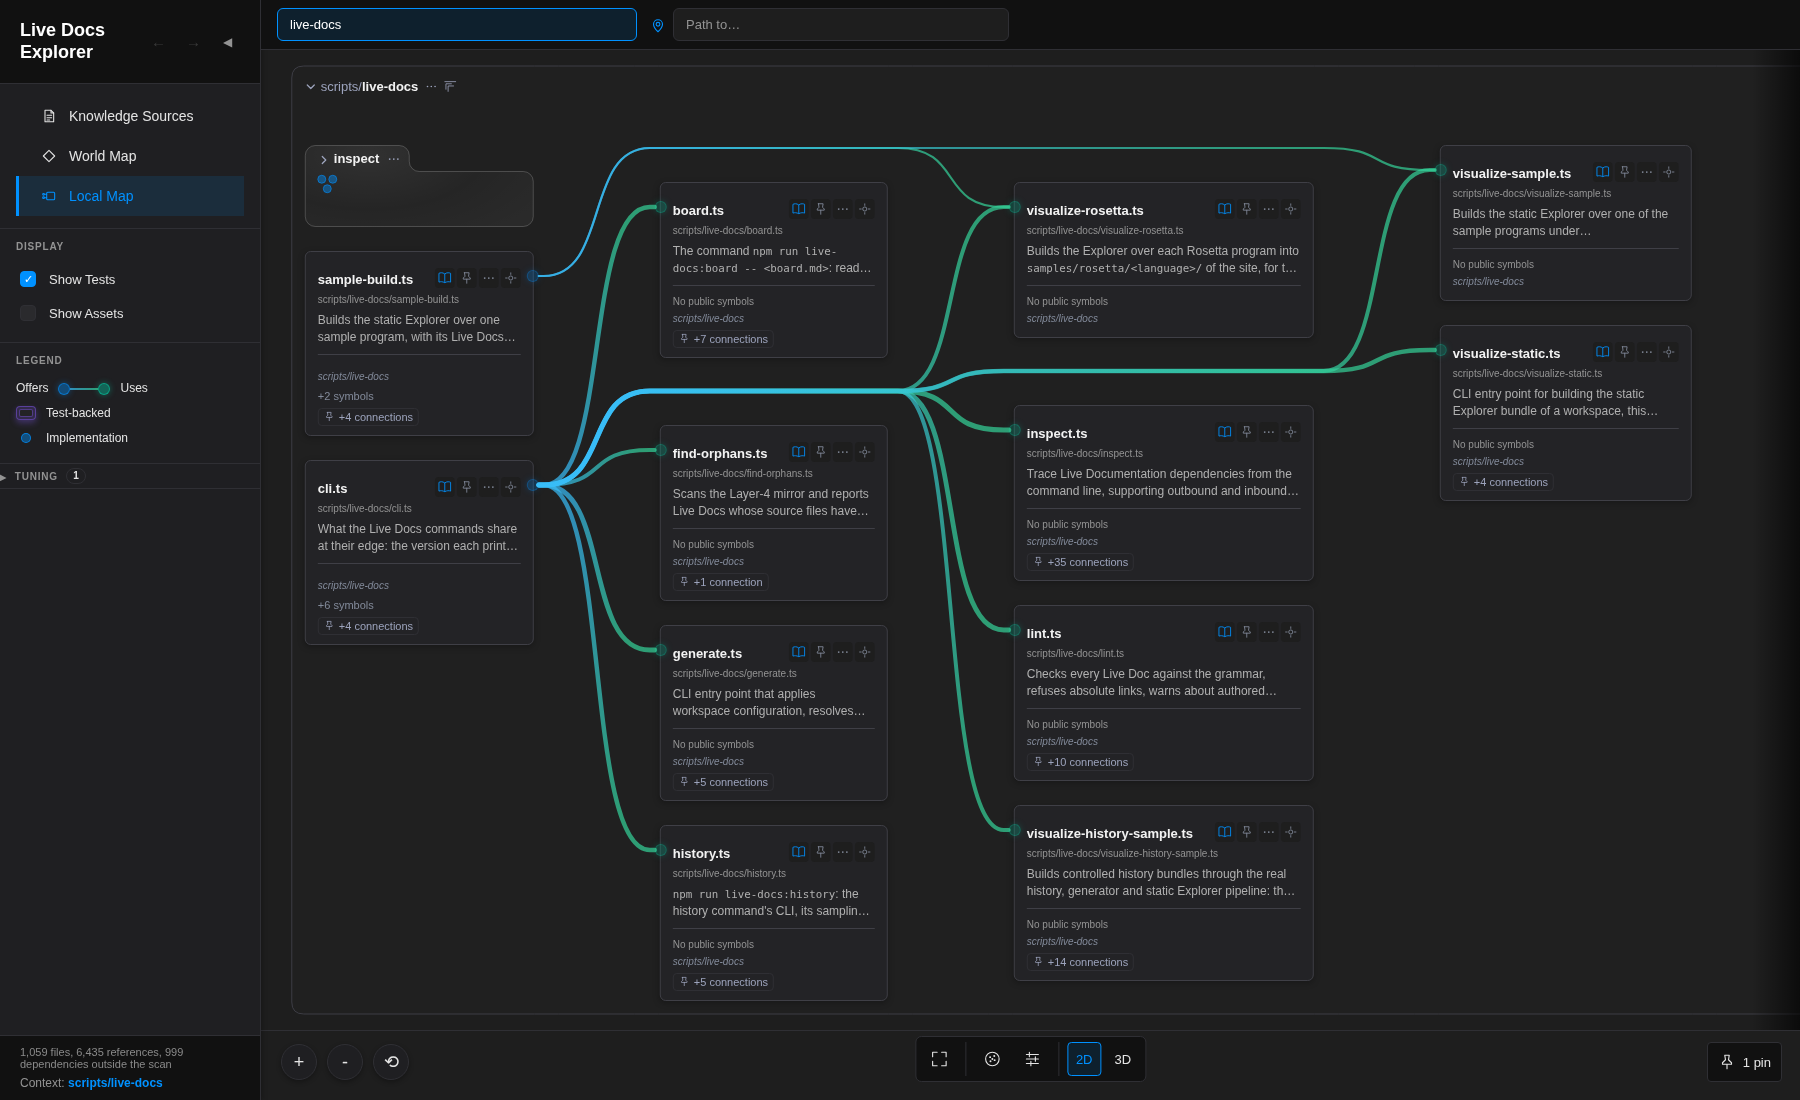 Live Docs
Explorer
← → ◀
Knowledge Sources
World Map
Local Map
DISPLAY
✓ Show Tests
Show Assets
LEGEND
Offers Uses
Test-backed
Implementation
▶ TUNING 1
1,059 files, 6,435 references, 999
dependencies outside the scan
Context: scripts/live-docs
live-docs
Path to…
scripts/live-docs ···
inspect ···
sample-build.ts ···
scripts/live-docs/sample-build.ts
Builds the static Explorer over one
sample program, with its Live Docs…
scripts/live-docs
+2 symbols
+4 connections
cli.ts ···
scripts/live-docs/cli.ts
What the Live Docs commands share
at their edge: the version each print…
scripts/live-docs
+6 symbols
+4 connections
board.ts ···
scripts/live-docs/board.ts
The command npm run live-
docs:board -- <board.md>: read…
No public symbols
scripts/live-docs
+7 connections
find-orphans.ts ···
scripts/live-docs/find-orphans.ts
Scans the Layer-4 mirror and reports
Live Docs whose source files have…
No public symbols
scripts/live-docs
+1 connection
generate.ts ···
scripts/live-docs/generate.ts
CLI entry point that applies
workspace configuration, resolves…
No public symbols
scripts/live-docs
+5 connections
history.ts ···
scripts/live-docs/history.ts
npm run live-docs:history: the
history command's CLI, its samplin…
No public symbols
scripts/live-docs
+5 connections
visualize-rosetta.ts ···
scripts/live-docs/visualize-rosetta.ts
Builds the Explorer over each Rosetta program into
samples/rosetta/<language>/ of the site, for t…
No public symbols
scripts/live-docs
inspect.ts ···
scripts/live-docs/inspect.ts
Trace Live Documentation dependencies from the
command line, supporting outbound and inbound…
No public symbols
scripts/live-docs
+35 connections
lint.ts ···
scripts/live-docs/lint.ts
Checks every Live Doc against the grammar,
refuses absolute links, warns about authored…
No public symbols
scripts/live-docs
+10 connections
visualize-history-sample.ts ···
scripts/live-docs/visualize-history-sample.ts
Builds controlled history bundles through the real
history, generator and static Explorer pipeline: th…
No public symbols
scripts/live-docs
+14 connections
visualize-sample.ts ···
scripts/live-docs/visualize-sample.ts
Builds the static Explorer over one of the
sample programs under…
No public symbols
scripts/live-docs
visualize-static.ts ···
scripts/live-docs/visualize-static.ts
CLI entry point for building the static
Explorer bundle of a workspace, this…
No public symbols
scripts/live-docs
+4 connections
+ - ⟲
2D 3D
1 pin